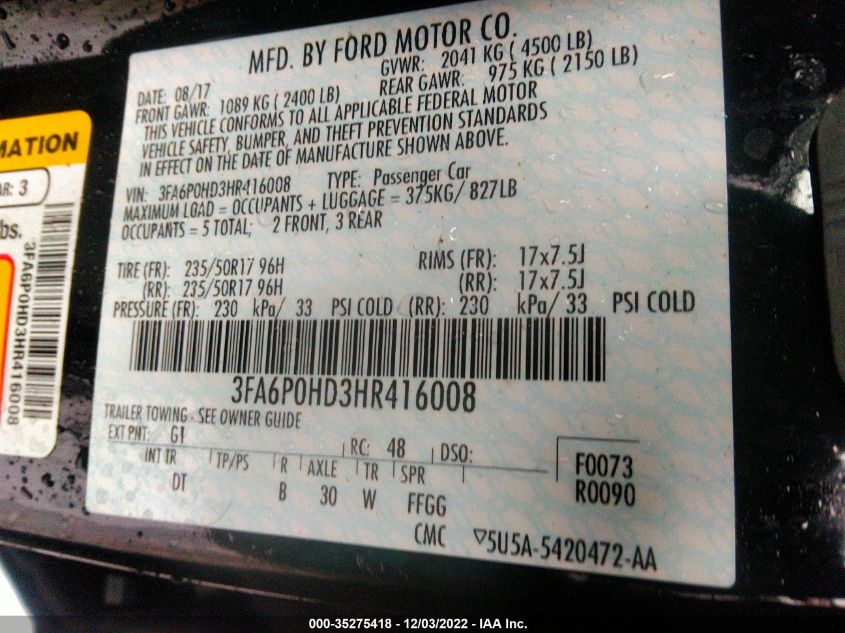 MFD. BY FORD MOTOR CO.
DATE: 08/17 GVWR: 2041 KG ( 4500 LB)
FRONT GAWR: 1089 KG ( 2400 LB) REAR GAWR: 975 KG ( 2150 LB)
THIS VEHICLE CONFORMS TO ALL APPLICABLE FEDERAL MOTOR
VEHICLE SAFETY, BUMPER, AND THEFT PREVENTION STANDARDS
IN EFFECT ON THE DATE OF MANUFACTURE SHOWN ABOVE.
VIN: 3FA6P0HD3HR416008 TYPE: Passenger Car
MAXIMUM LOAD = OCCUPANTS + LUGGAGE = 375KG/ 827LB
OCCUPANTS = 5 TOTAL; 2 FRONT, 3 REAR
TIRE (FR): 235/50R17 96H RIMS (FR): 17x7.5J
(RR): 235/50R17 96H (RR): 17x7.5J
PRESSURE (FR): 230 kPa/ 33 PSI COLD (RR): 230 kPa/ 33 PSI COLD
3FA6P0HD3HR416008
TRAILER TOWING - SEE OWNER GUIDE
EXT PNT: G1 RC: 48 DSO:
INT TR TP/PS R AXLE TR SPR
DT B 30 W FFGG
F0073
R0090
CMC ▽5U5A-5420472-AA
MATION
AR: 3
bs.
3FA6P0HD3HR416008
000-35275418 - 12/03/2022 - IAA Inc.